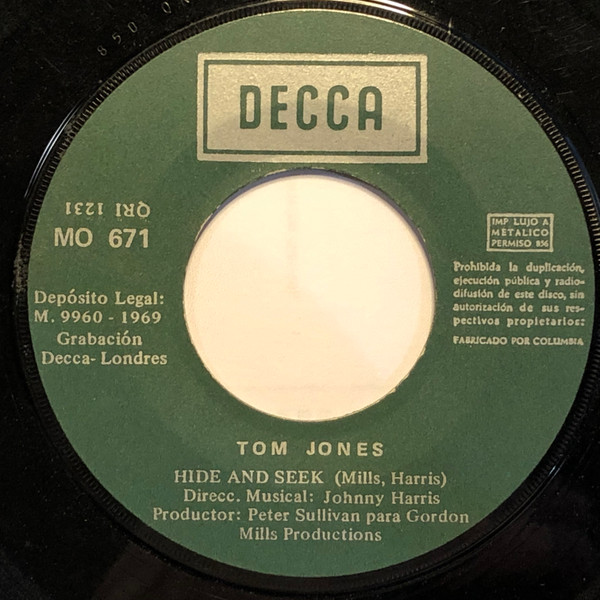 DECCA
QRI 1231
MO 671
Depósito Legal:
M. 9960 - 1969
Grabación
Decca- Londres
IMP LUJO A
METALICO
PERMISO 856
Prohibida la duplicación,
ejecución pública y radio-
difusión de este disco, sin
autorización de sus res-
pectivos propietarios:
FABRICADO POR COLUMBIA
TOM JONES
HIDE AND SEEK (Mills, Harris)
Direcc. Musical: Johnny Harris
Productor: Peter Sullivan para Gordon
Mills Productions